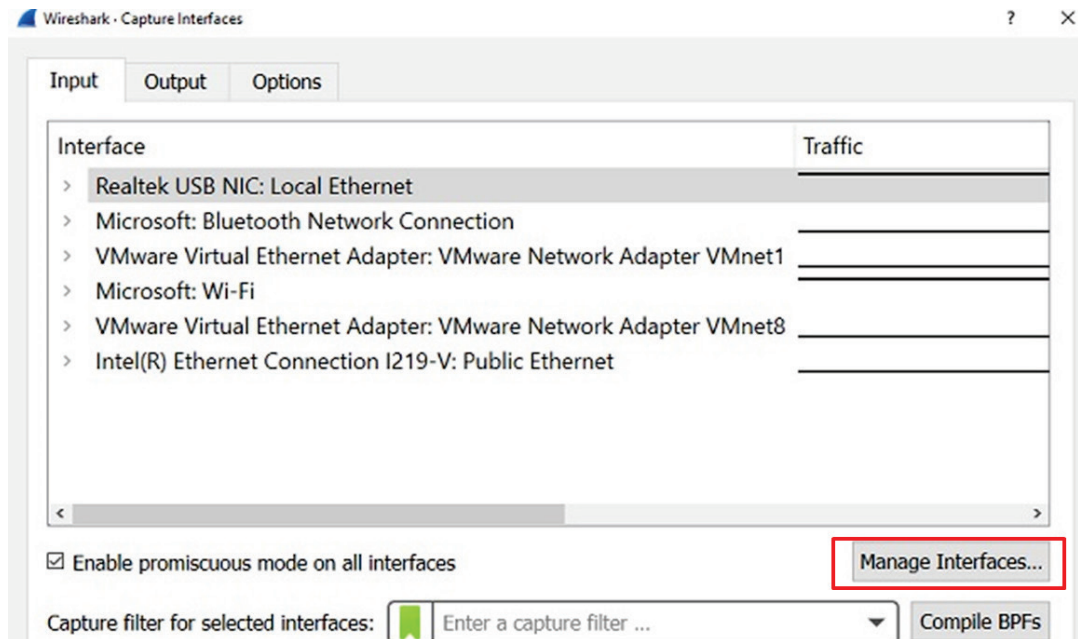 Wireshark · Capture Interfaces ? ×
Input Output Options
Interface Traffic
Realtek USB NIC: Local Ethernet
Microsoft: Bluetooth Network Connection
VMware Virtual Ethernet Adapter: VMware Network Adapter VMnet1
Microsoft: Wi-Fi
VMware Virtual Ethernet Adapter: VMware Network Adapter VMnet8
Intel(R) Ethernet Connection I219-V: Public Ethernet
Enable promiscuous mode on all interfaces Manage Interfaces...
Capture filter for selected interfaces: Enter a capture filter ... Compile BPFs